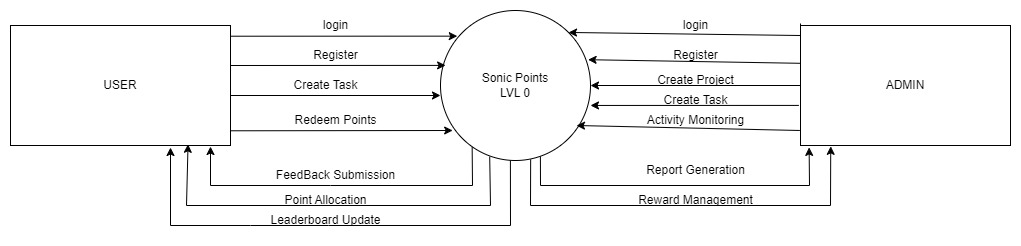 login
Register
Create Task
Redeem Points
USER
Sonic Points
LVL 0
login
Register
Create Project
Create Task
Activity Monitoring
ADMIN
FeedBack Submission
Point Allocation
Leaderboard Update
Report Generation
Reward Management